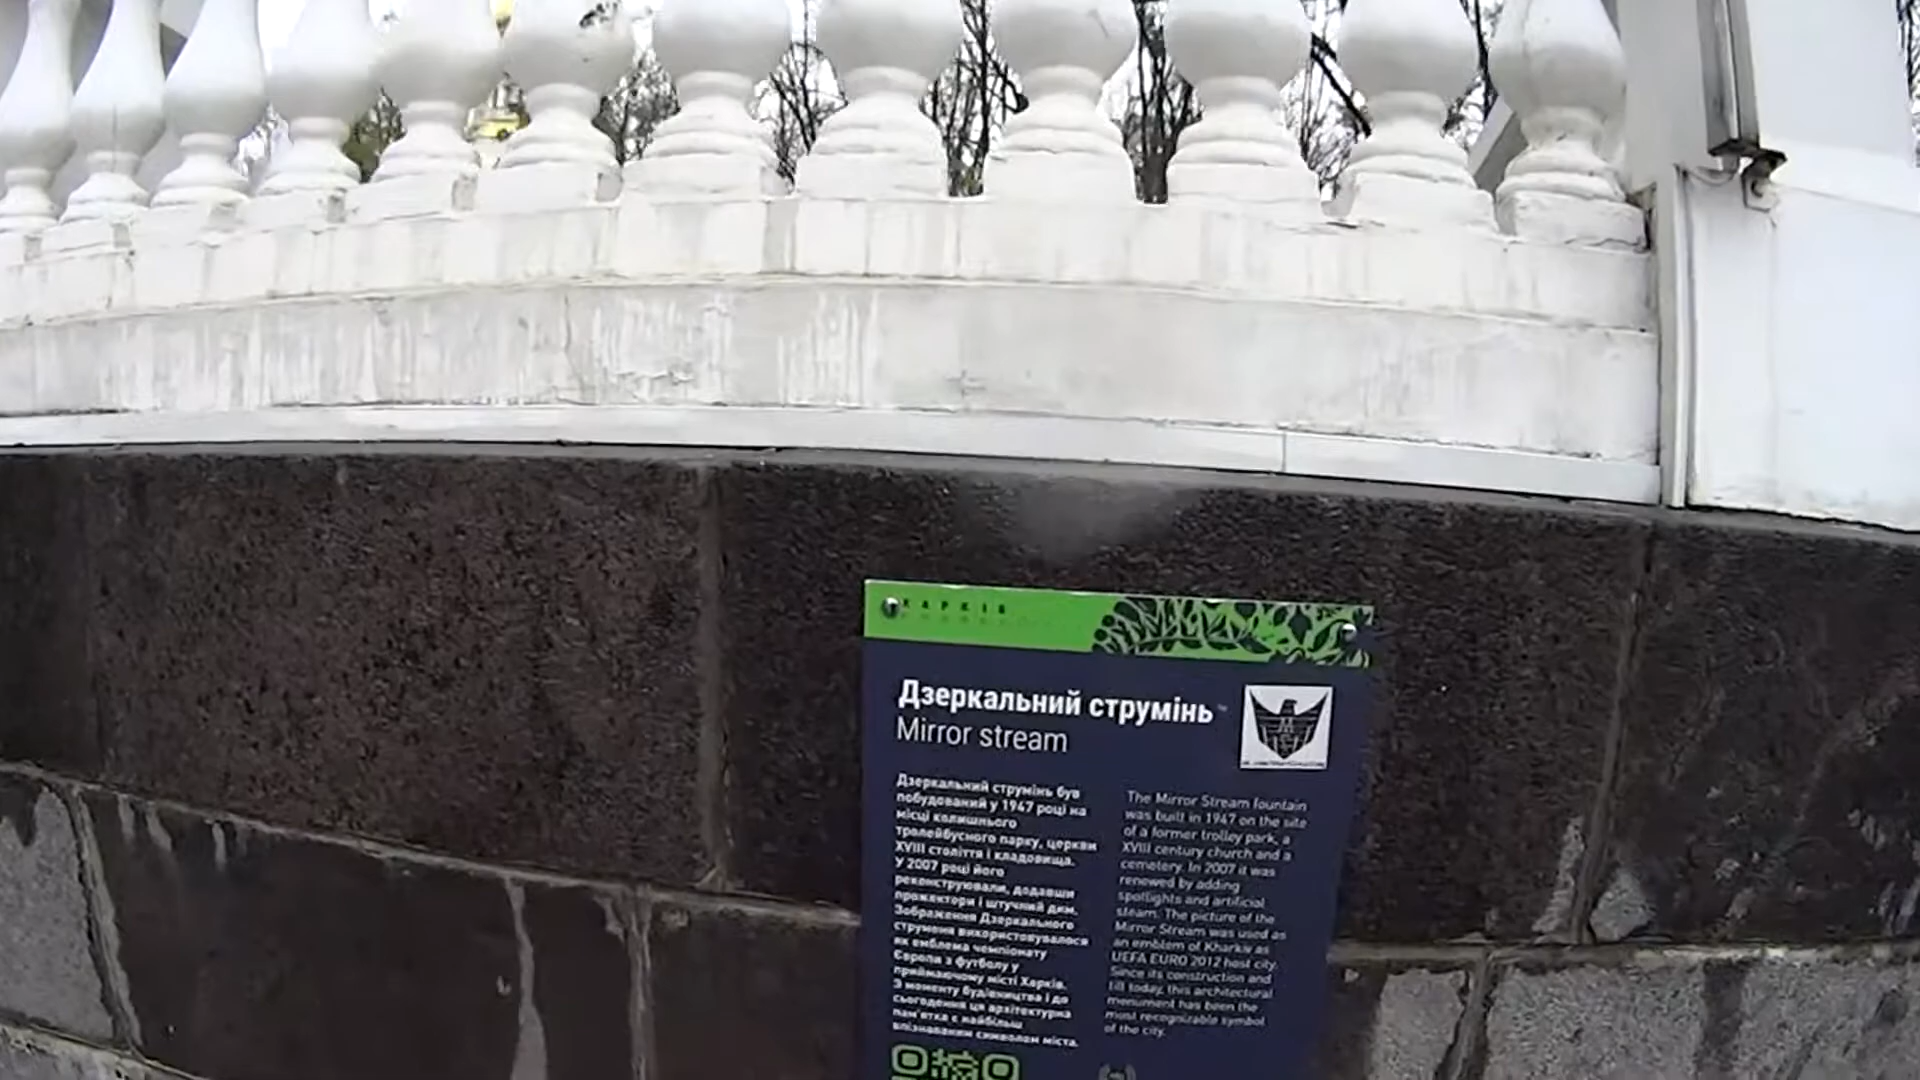 ХАРКІВ
Дзеркальний струмінь
Mirror stream
Дзеркальний струмінь був
побудований у 1947 році на
місці колишнього
тролейбусного парку, церкви
XVIII століття і кладовища.
У 2007 році його
реконструювали, додавши
прожектори і штучний дим.
Зображення Дзеркального
струменя використовувалося
як емблема чемпіонату
Європи з футболу у
приймаючому місті Харків.
З моменту будівництва і до
сьогодення ця архітектурна
пам'ятка є найбільш
впізнаваним символом міста.
The Mirror Stream fountain
was built in 1947 on the site
of a former trolley park, a
XVIII century church and a
cemetery. In 2007 it was
renewed by adding
spotlights and artificial
steam. The picture of the
Mirror Stream was used as
an emblem of Kharkiv as
UEFA EURO 2012 host city.
Since its construction and
till today, this architectural
monument has been the
most recognizable symbol
of the city.